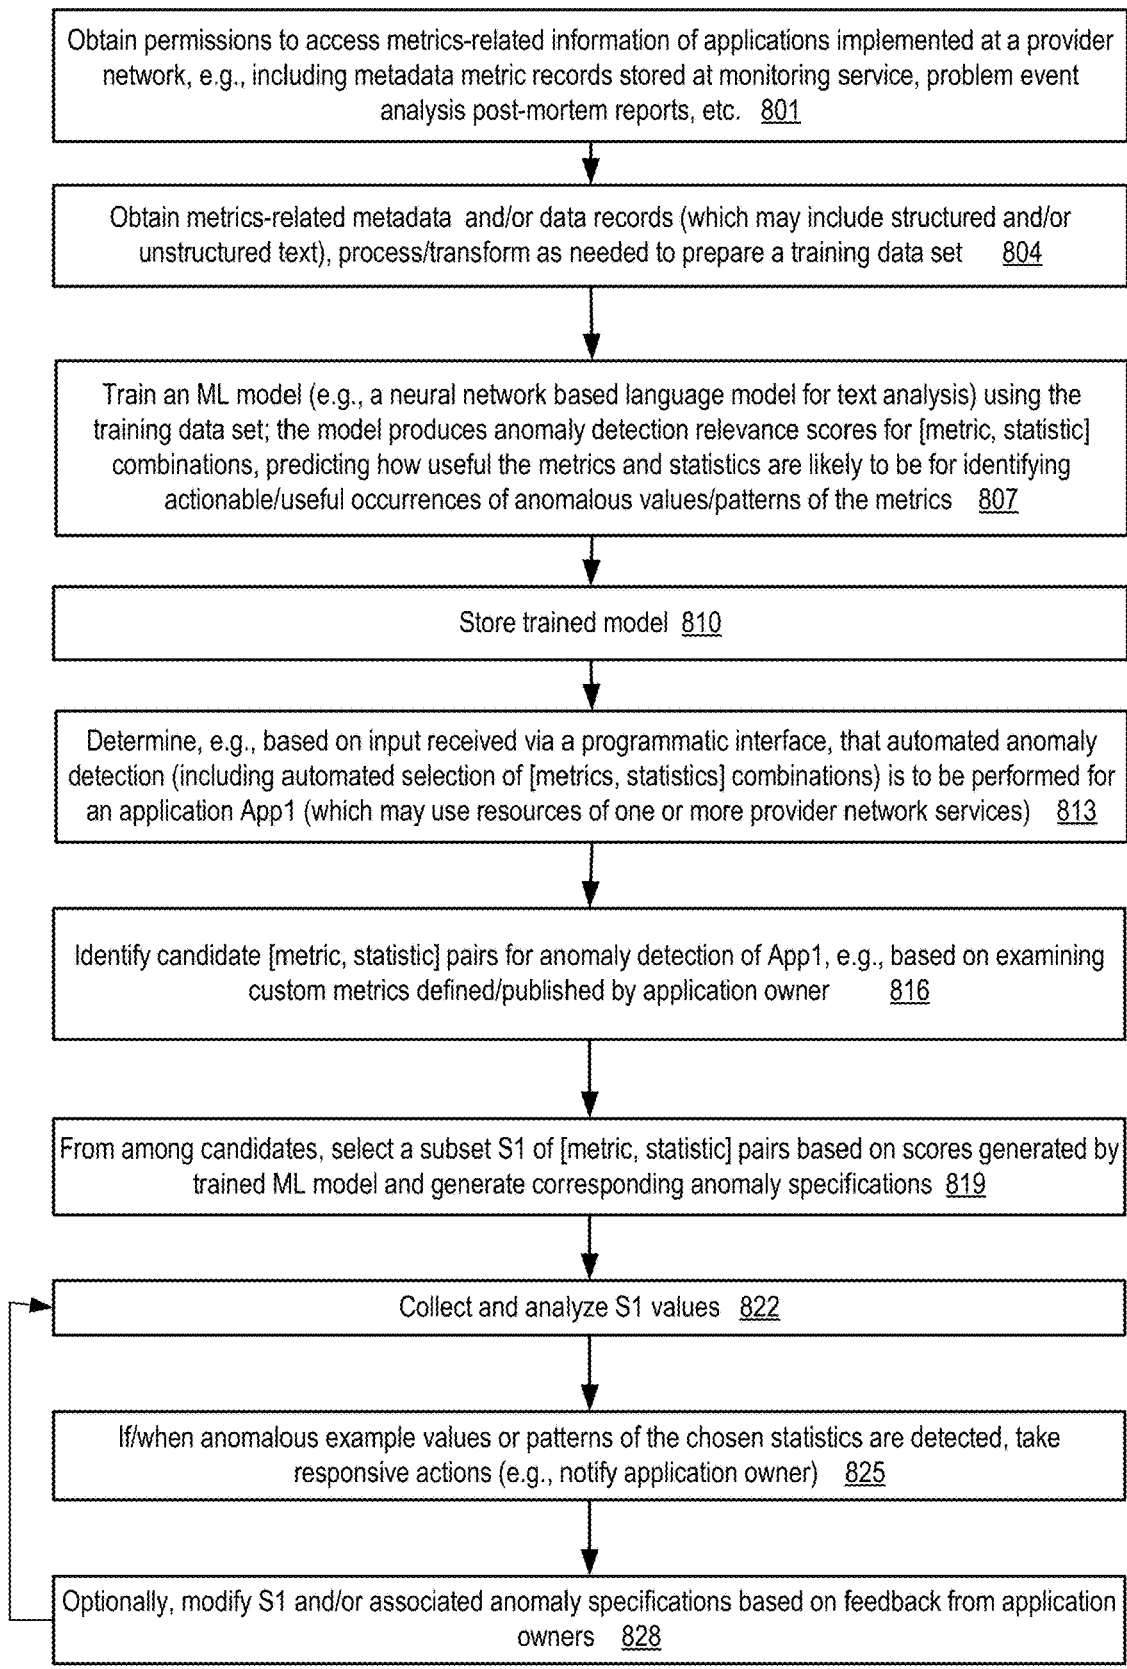 Obtain permissions to access metrics-related information of applications implemented at a provider
network, e.g., including metadata metric records stored at monitoring service, problem event
analysis post-mortem reports, etc. 801
Obtain metrics-related metadata and/or data records (which may include structured and/or
unstructured text), process/transform as needed to prepare a training data set 804
Train an ML model (e.g., a neural network based language model for text analysis) using the
training data set; the model produces anomaly detection relevance scores for [metric, statistic]
combinations, predicting how useful the metrics and statistics are likely to be for identifying
actionable/useful occurrences of anomalous values/patterns of the metrics 807
Store trained model 810
Determine, e.g., based on input received via a programmatic interface, that automated anomaly
detection (including automated selection of [metrics, statistics] combinations) is to be performed for
an application App1 (which may use resources of one or more provider network services) 813
Identify candidate [metric, statistic] pairs for anomaly detection of App1, e.g., based on examining
custom metrics defined/published by application owner 816
From among candidates, select a subset S1 of [metric, statistic] pairs based on scores generated by
trained ML model and generate corresponding anomaly specifications 819
Collect and analyze S1 values 822
If/when anomalous example values or patterns of the chosen statistics are detected, take
responsive actions (e.g., notify application owner) 825
Optionally, modify S1 and/or associated anomaly specifications based on feedback from application
owners 828